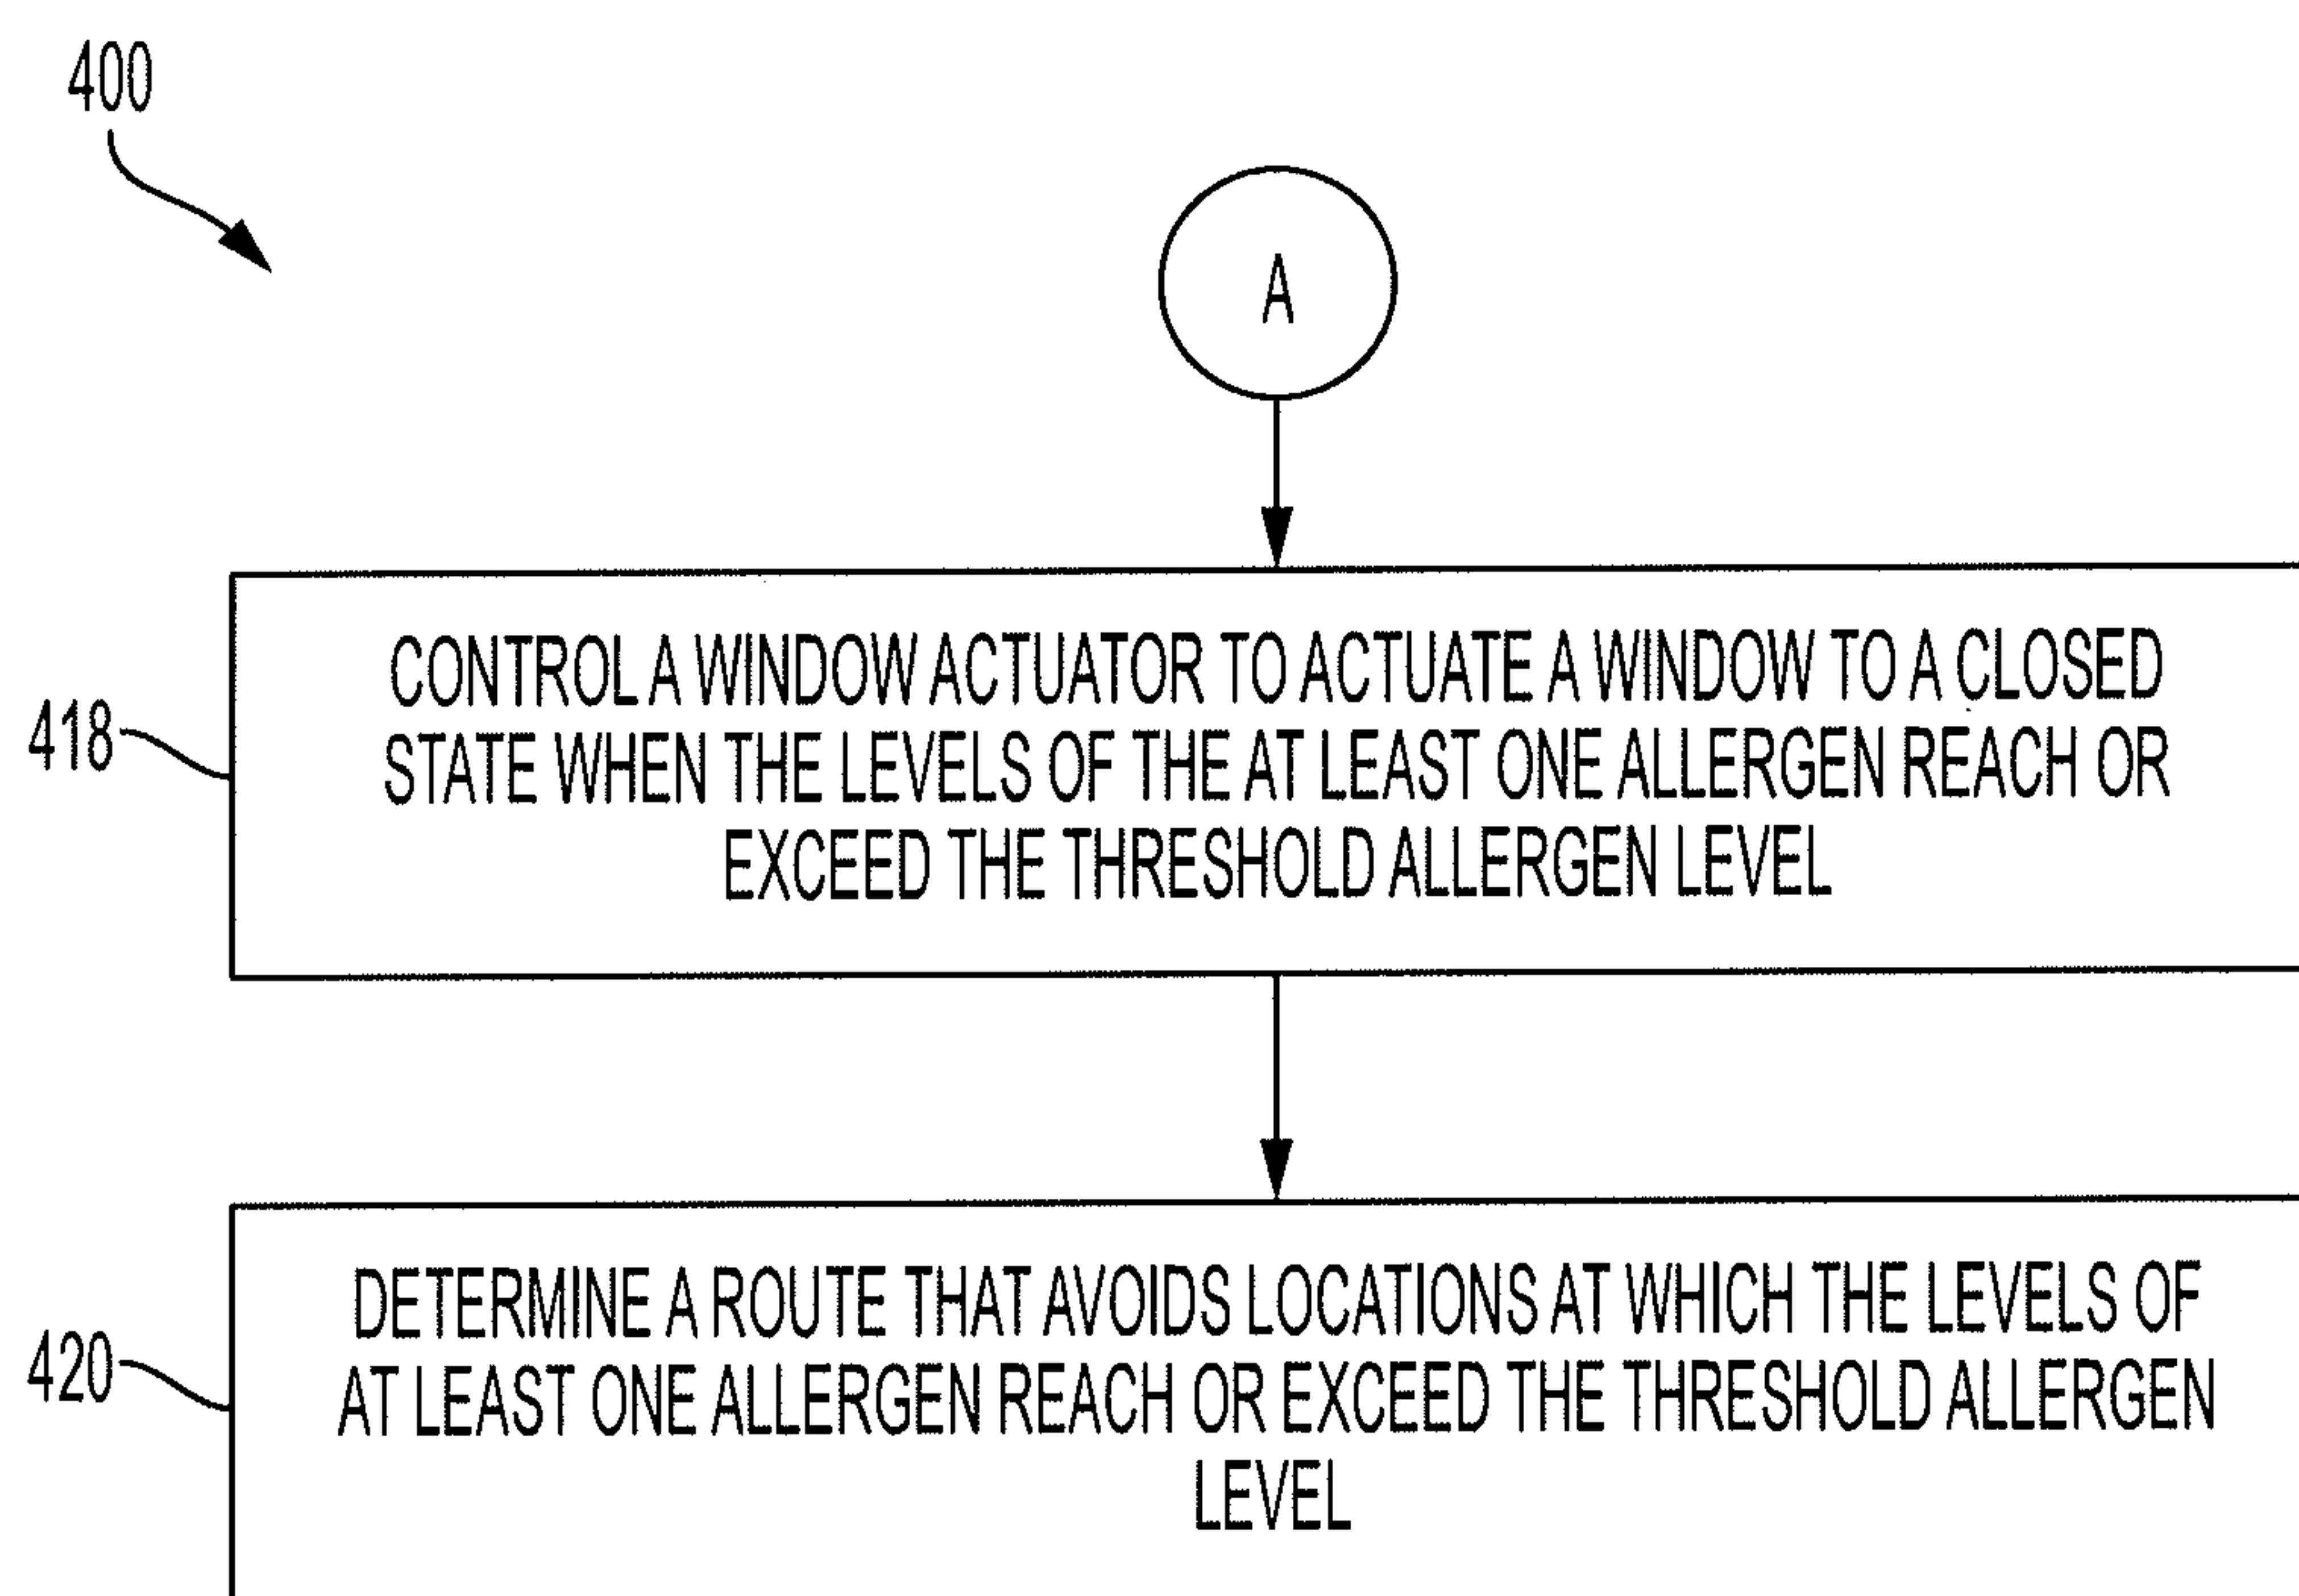 400
A
418
CONTROL A WINDOW ACTUATOR TO ACTUATE A WINDOW TO A CLOSED
STATE WHEN THE LEVELS OF THE AT LEAST ONE ALLERGEN REACH OR
EXCEED THE THRESHOLD ALLERGEN LEVEL
420
DETERMINE A ROUTE THAT AVOIDS LOCATIONS AT WHICH THE LEVELS OF
AT LEAST ONE ALLERGEN REACH OR EXCEED THE THRESHOLD ALLERGEN
LEVEL